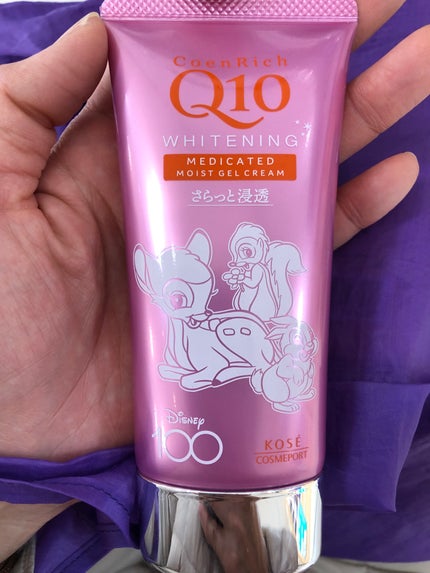 CoenRich
Q10
WHITENING
MEDICATED
MOIST GEL CREAM
さらっと浸透
Disney
100
KOSÉ
COSMEPORT